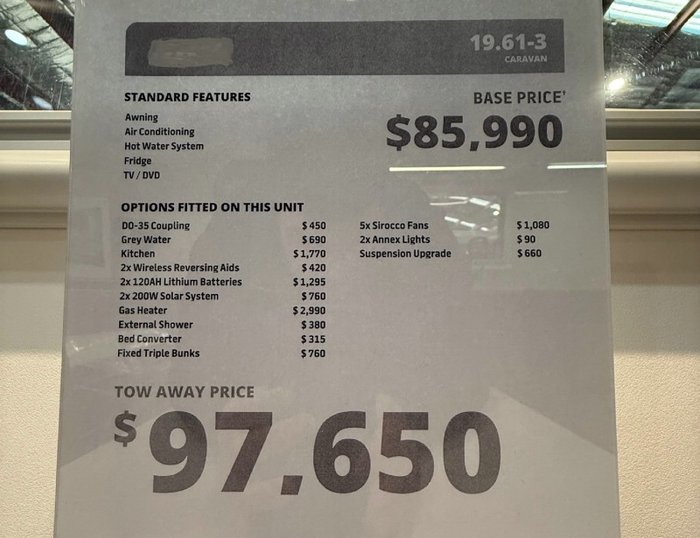 19.61-3
CARAVAN
STANDARD FEATURES
Awning
Air Conditioning
Hot Water System
Fridge
TV / DVD
BASE PRICE†
$85,990
OPTIONS FITTED ON THIS UNIT
DO-35 Coupling $ 450
Grey Water $ 690
Kitchen $ 1,770
2x Wireless Reversing Aids $ 420
2x 120AH Lithium Batteries $ 1,295
2x 200W Solar System $ 760
Gas Heater $ 2,990
External Shower $ 380
Bed Converter $ 315
Fixed Triple Bunks $ 760
5x Sirocco Fans $ 1,080
2x Annex Lights $ 90
Suspension Upgrade $ 660
TOW AWAY PRICE
$97,650